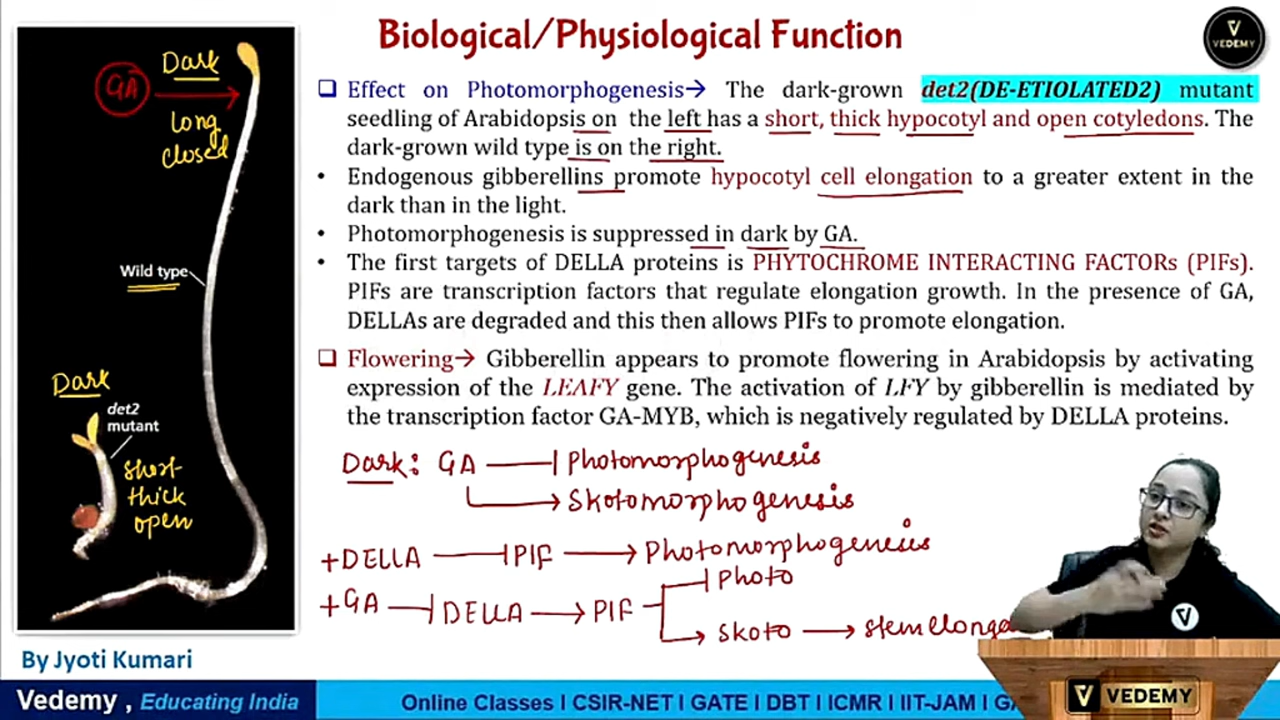 Biological/Physiological Function
VEDEMY
❑ Effect on Photomorphogenesis→ The dark-grown det2(DE-ETIOLATED2) mutant
seedling of Arabidopsis on the left has a short, thick hypocotyl and open cotyledons. The
dark-grown wild type is on the right.
• Endogenous gibberellins promote hypocotyl cell elongation to a greater extent in the
dark than in the light.
• Photomorphogenesis is suppressed in dark by GA.
• The first targets of DELLA proteins is PHYTOCHROME INTERACTING FACTORs (PIFs).
PIFs are transcription factors that regulate elongation growth. In the presence of GA,
DELLAs are degraded and this then allows PIFs to promote elongation.
❑ Flowering→ Gibberellin appears to promote flowering in Arabidopsis by activating
expression of the LEAFY gene. The activation of LFY by gibberellin is mediated by
the transcription factor GA-MYB, which is negatively regulated by DELLA proteins.
Dark: GA ⊣ Photomorphogenesis
→ Skotomorphogenesis
+DELLA ⊣ PIF → Photomorphogenesis
+GA ⊣ DELLA → PIF ⊣ Photo
→ Skoto → stem elonga
GA
Dark
long
closed
Wild type
Dark
det2
mutant
short
thick
open
By Jyoti Kumari
VEDEMY
Vedemy , Educating India
Online Classes I CSIR-NET I GATE I DBT I ICMR I IIT-JAM I GA